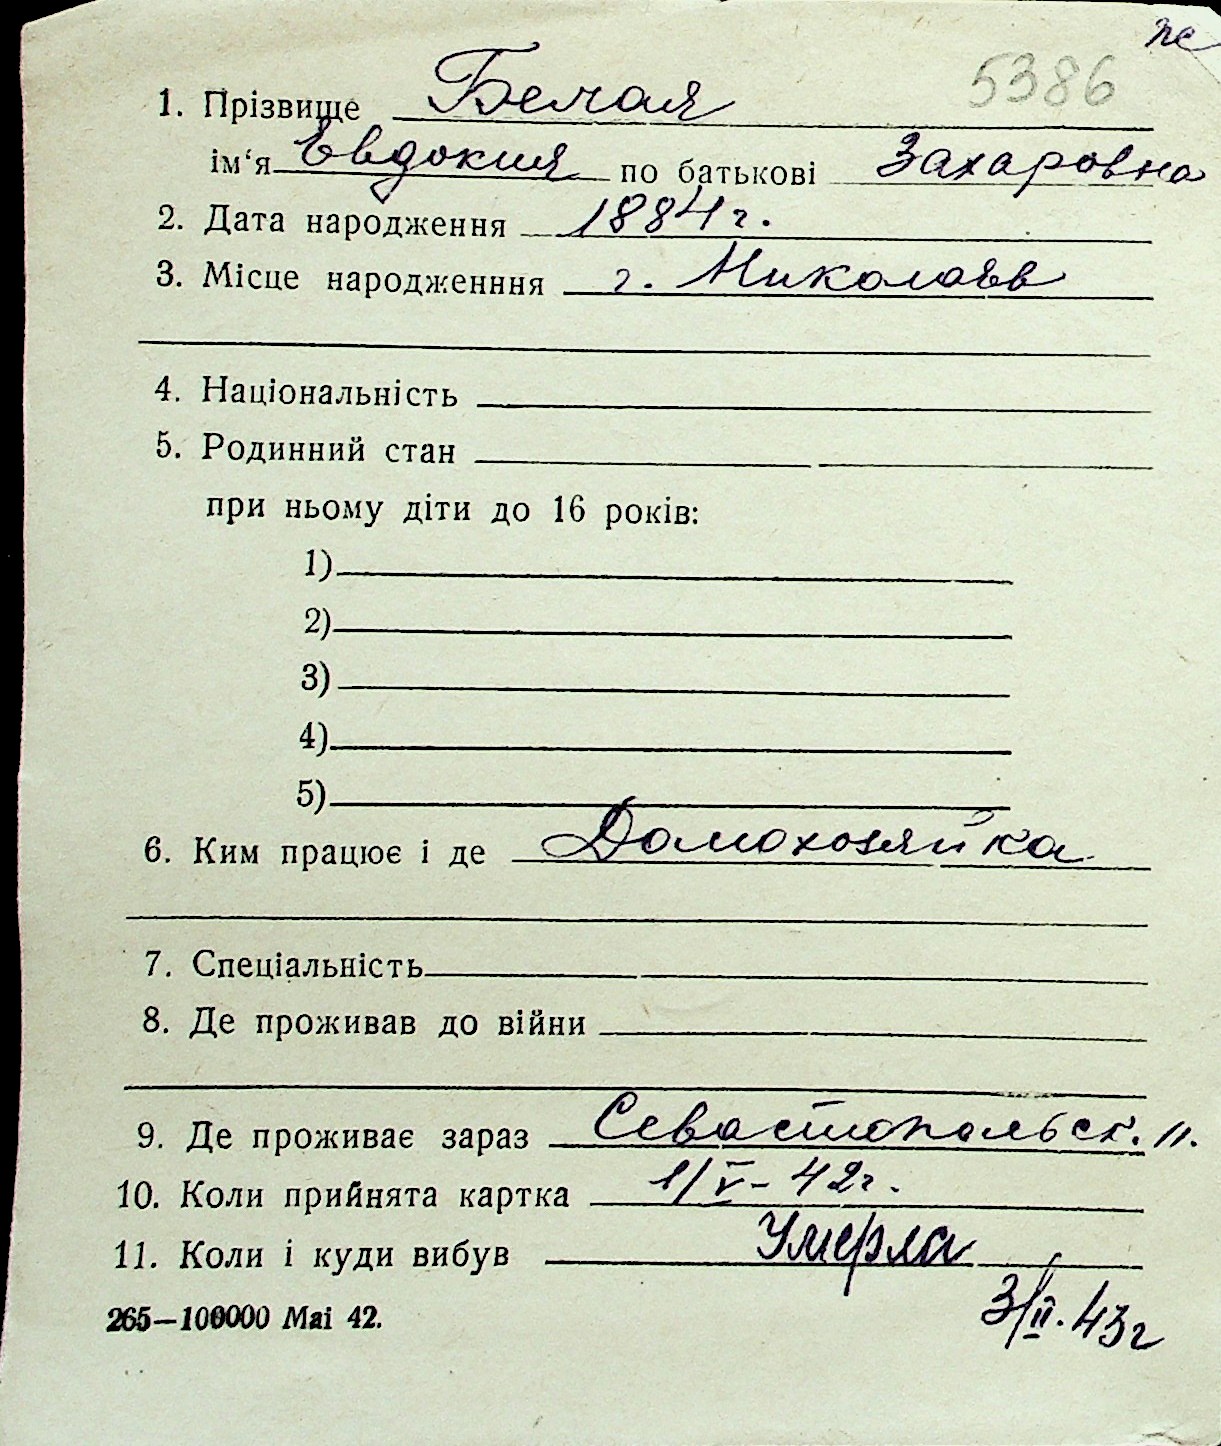 пс
5386
1. Прізвище Белая
ім‘я Евдокия по батькові Захаровна
2. Дата народження 1884 г.
3. Місце народженння г. Николаев
4. Національність
5. Родинний стан
при ньому діти до 16 років:
1)
2)
3)
4)
5)
6. Ким працює і де Домохозяйка
7. Спеціальність
8. Де проживав до війни
9. Де проживає зараз Севастопольск. 11.
10. Коли прийнята картка 1/V-42г.
11. Коли і куди вибув Умерла
3/II.43г
265—100000 Mai 42.